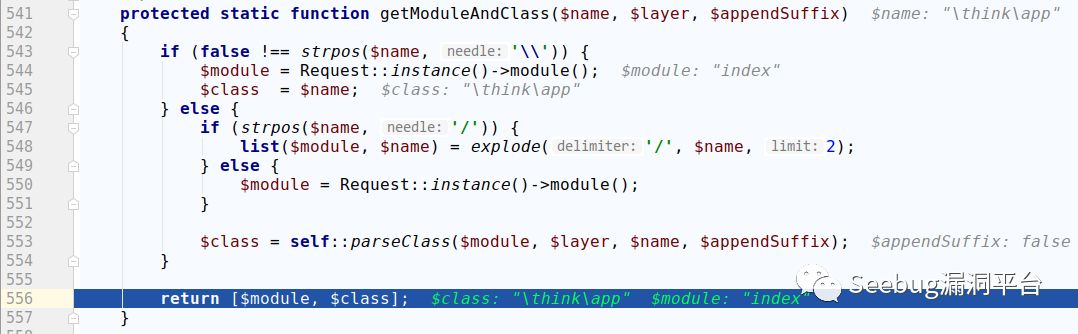 541 protected static function getModuleAndClass($name, $layer, $appendSuffix) $name: "\think\app"
542 {
543 if (false !== strpos($name, needle: '\\')) {
544 $module = Request::instance()->module(); $module: "index"
545 $class = $name; $class: "\think\app"
546 } else {
547 if (strpos($name, needle: '/')) {
548 list($module, $name) = explode( delimiter: '/', $name, limit: 2);
549 } else {
550 $module = Request::instance()->module();
551 }
552
553 $class = self::parseClass($module, $layer, $name, $appendSuffix); $appendSuffix: false
554 }
555
556 return [$module, $class]; $class: "\think\app" $module: "index"
Seebug漏洞平台
557 }